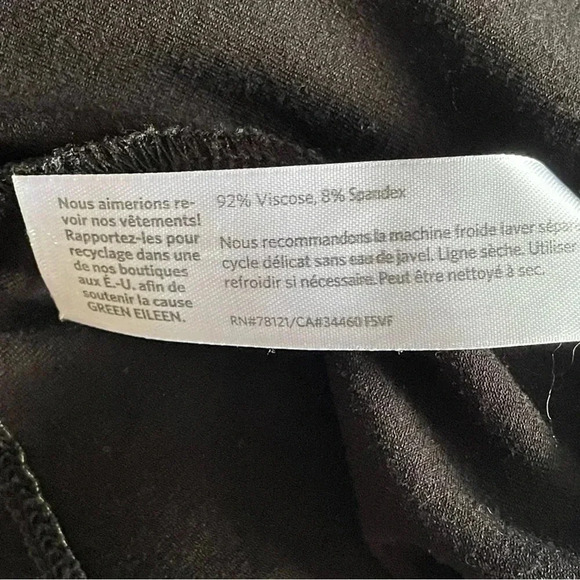 Nous aimerions re-
voir nos vêtements!
Rapportez-les pour
recyclage dans une
de nos boutiques
aux É.-U. afin de
soutenir la cause
GREEN EILEEN.
92% Viscose, 8% Spandex
Nous recommandons la machine froide laver sépar
cycle délicat sans eau de javel. Ligne sèche. Utiliser
refroidir si nécessaire. Peut être nettoyé à sec.
RN#78121/CA#34460 F5VF